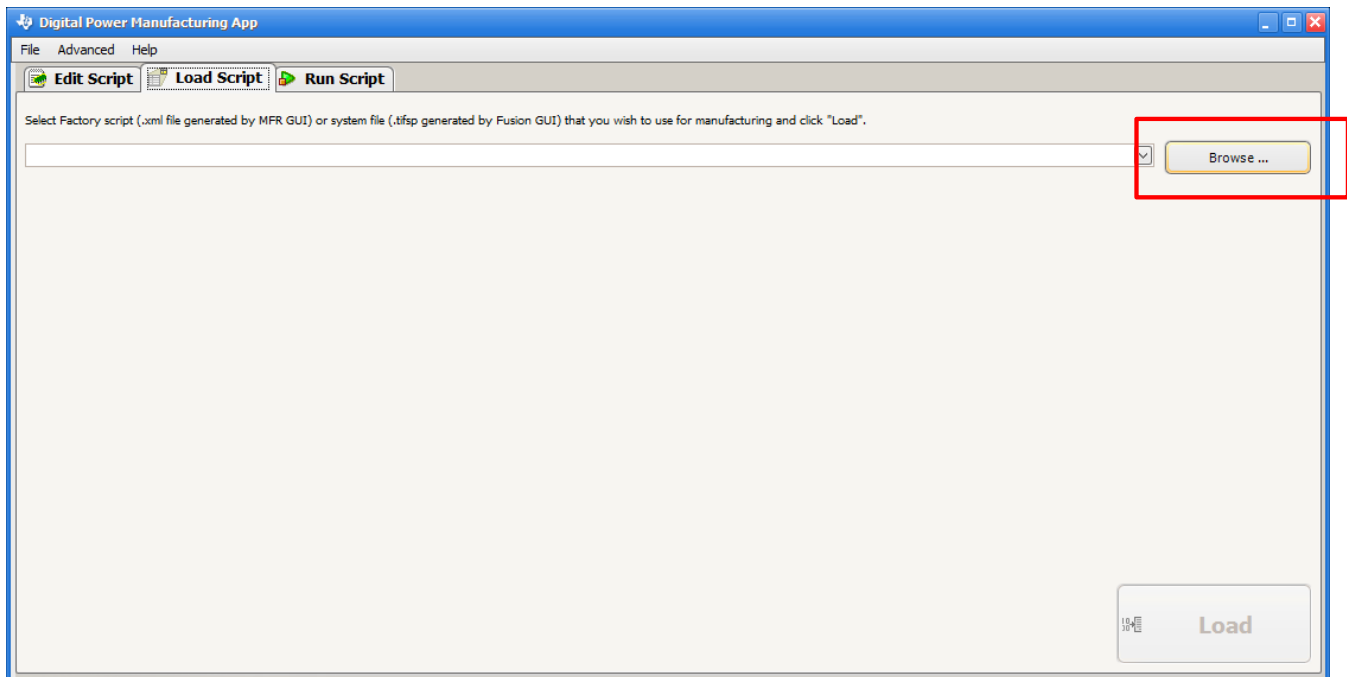 Digital Power Manufacturing App
File Advanced Help
Edit Script Load Script Run Script
Select Factory script (.xml file generated by MFR GUI) or system file (.tifsp generated by Fusion GUI) that you wish to use for manufacturing and click "Load".
Browse ...
Load